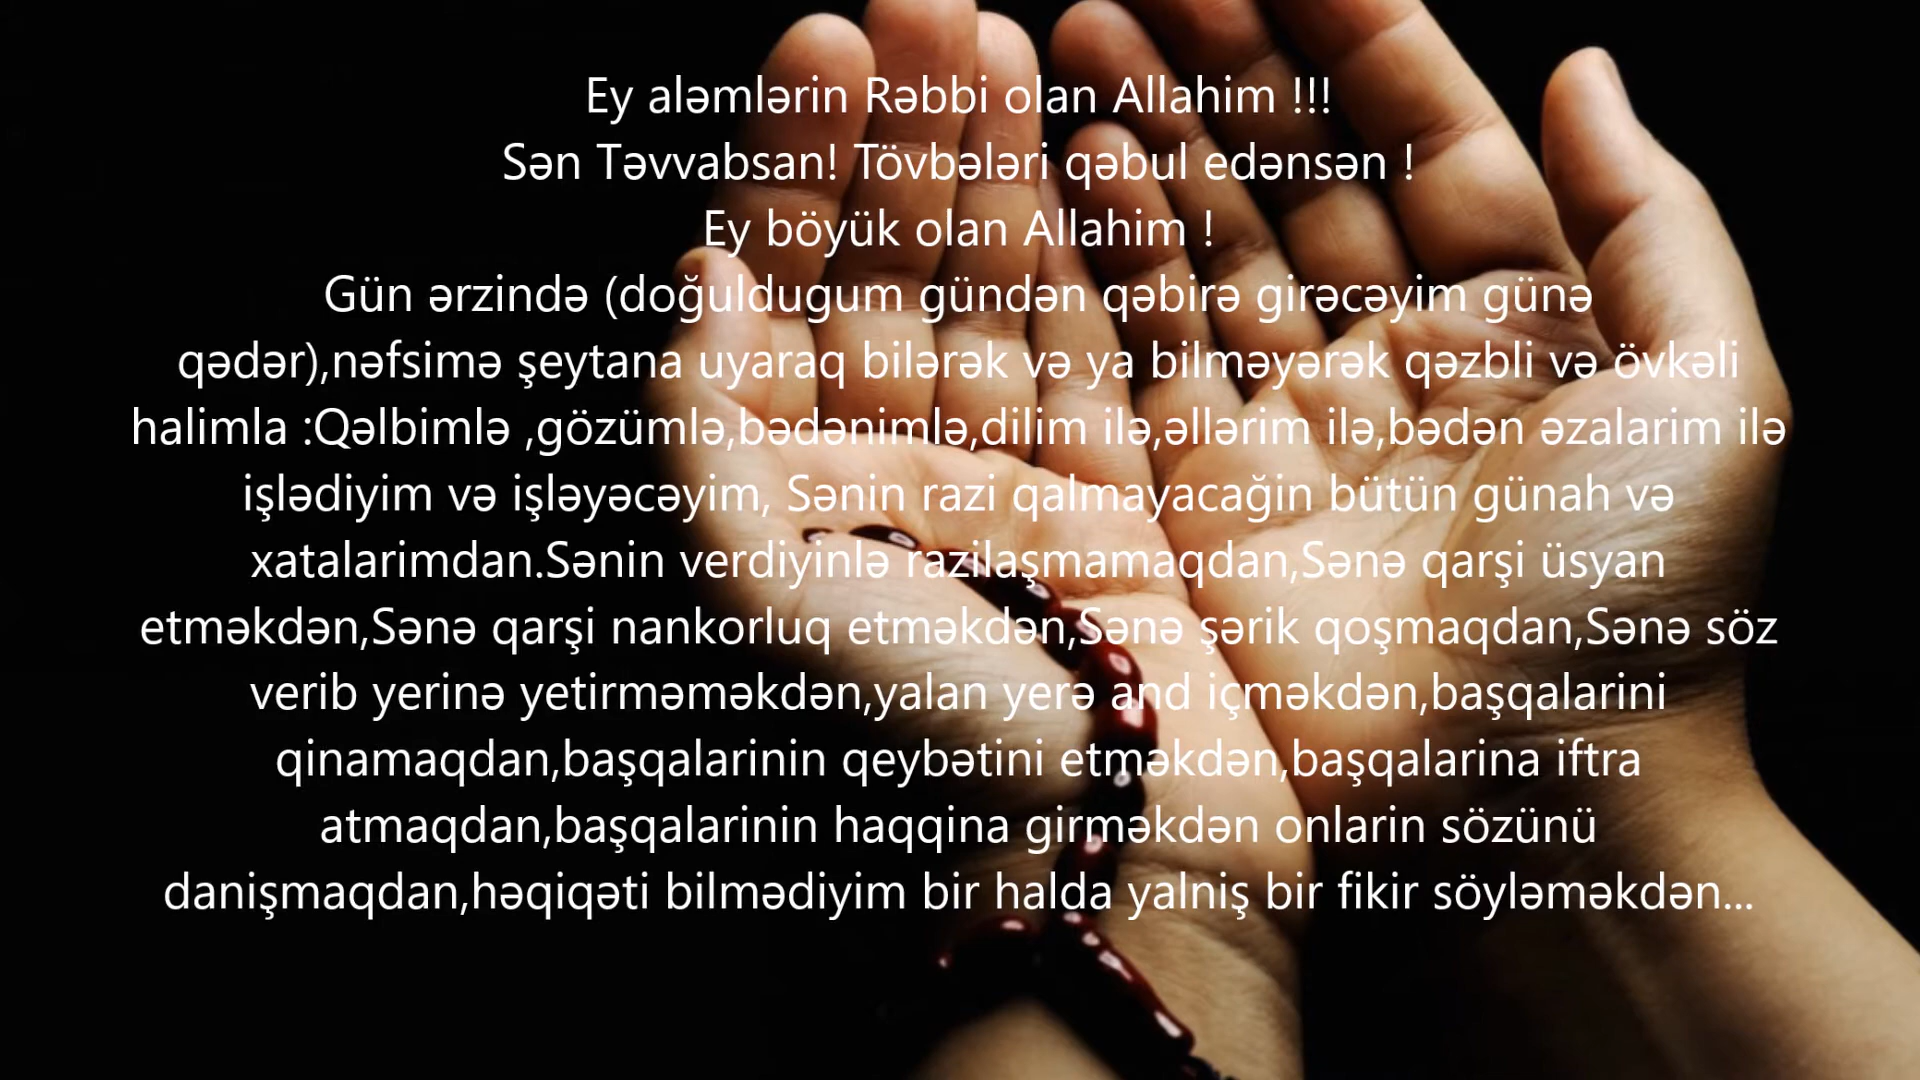 Ey aləmlərin Rəbbi olan Allahim !!!
Sən Təvvabsan! Tövbələri qəbul edənsən !
Ey böyük olan Allahim !
Gün ərzində (doğuldugum gündən qəbirə girəcəyim günə
qədər),nəfsimə şeytana uyaraq bilərək və ya bilməyərək qəzbli və övkəli
halimla :Qəlbimlə ,gözümlə,bədənimlə,dilim ilə,əllərim ilə,bədən əzalarim ilə
işlədiyim və işləyəcəyim, Sənin razi qalmayacağin bütün günah və
xatalarimdan.Sənin verdiyinlə razilaşmamaqdan,Sənə qarşi üsyan
etməkdən,Sənə qarşi nankorluq etməkdən,Sənə şərik qoşmaqdan,Sənə söz
verib yerinə yetirməməkdən,yalan yerə and içməkdən,başqalarini
qinamaqdan,başqalarinin qeybətini etməkdən,başqalarina iftra
atmaqdan,başqalarinin haqqina girməkdən onlarin sözünü
danişmaqdan,həqiqəti bilmədiyim bir halda yalniş bir fikir söyləməkdən...